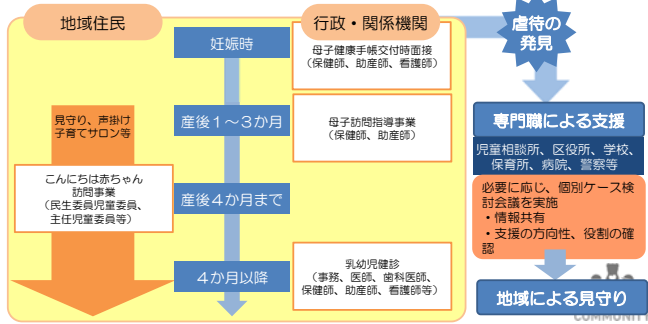 地域住民
行政・関係機関
虐待の
発見
妊娠時
母子健康手帳交付時面接
（保健師、助産師、看護師）
見守り、声掛け
子育てサロン等
産後１～３か月
母子訪問指導事業
（保健師、助産師）
こんにちは赤ちゃん
訪問事業
（民生委員児童委員、
主任児童委員等）
産後４か月まで
４か月以降
乳幼児健診
（事務、医師、歯科医師、
保健師、助産師、看護師等）
専門職による支援
児童相談所、区役所、学校、
保育所、病院、警察等
必要に応じ、個別ケース検
討会議を実施
・情報共有
・支援の方向性、役割の確
認
地域による見守り
COMMUNITY